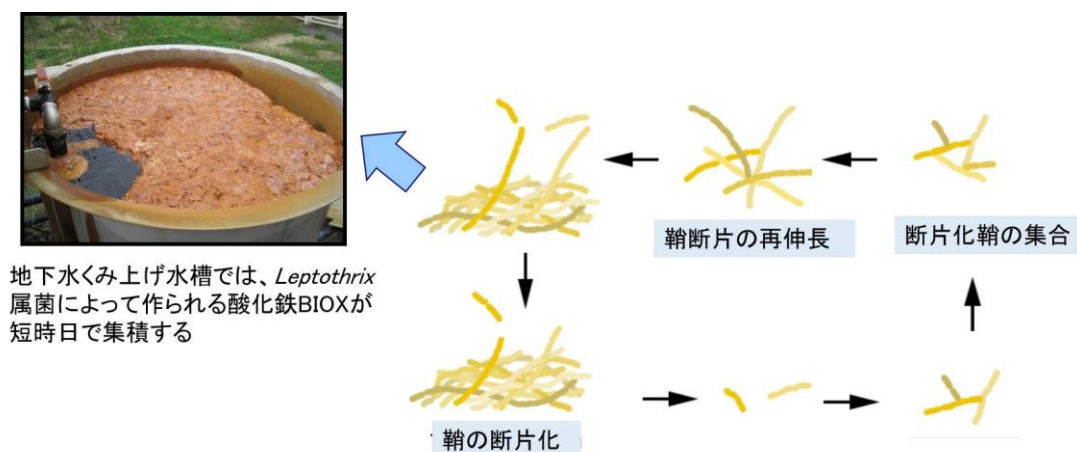 地下水くみ上げ水槽では、Leptothrix
属菌によって作られる酸化鉄BIOXが
短時日で集積する
鞘断片の再伸長
断片化鞘の集合
鞘の断片化